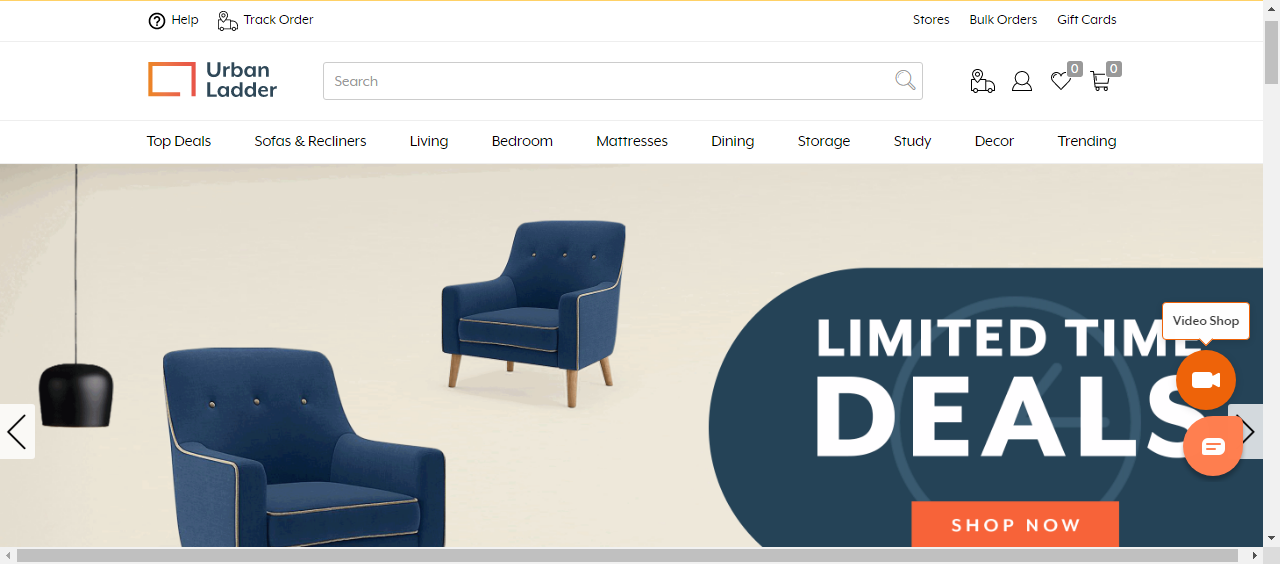 Help Track Order Stores Bulk Orders Gift Cards
Urban
Ladder
Search
0 0
Top Deals Sofas & Recliners Living Bedroom Mattresses Dining Storage Study Decor Trending
LIMITED TIME
DEALS
Video Shop
SHOP NOW